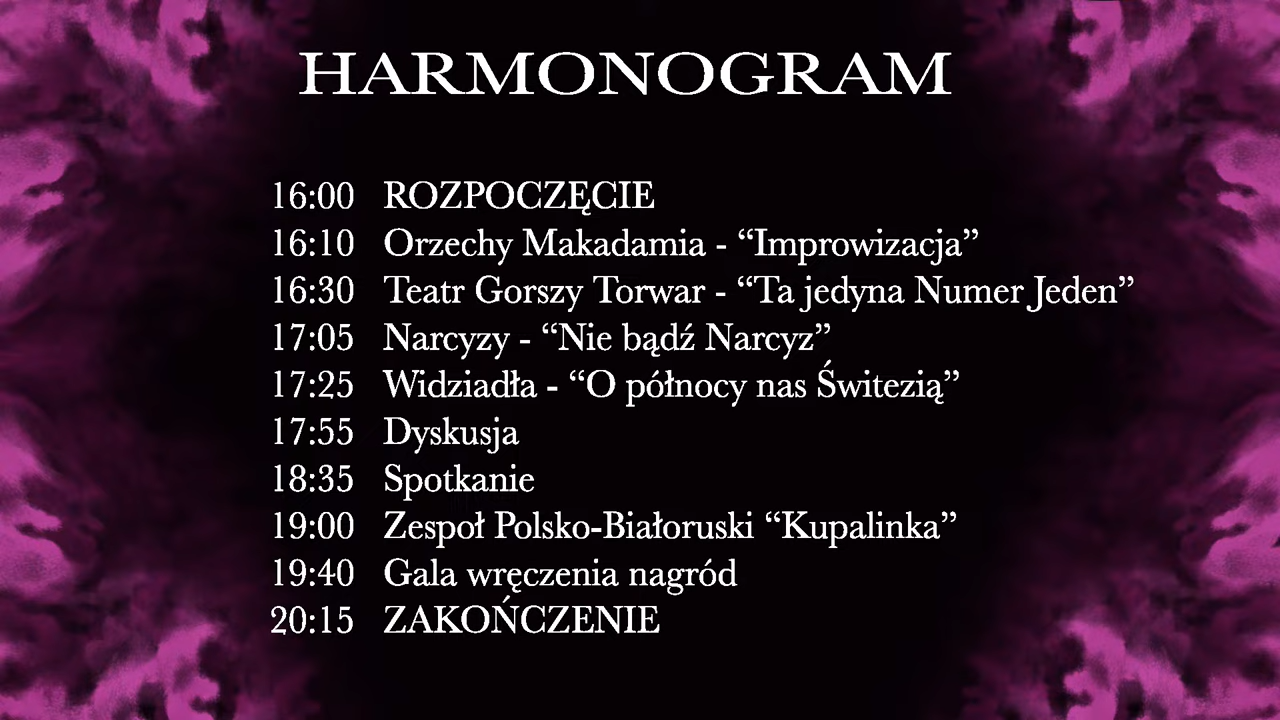 HARMONOGRAM
16:00 ROZPOCZĘCIE
16:10 Orzechy Makadamia - “Improwizacja”
16:30 Teatr Gorszy Torwar - “Ta jedyna Numer Jeden”
17:05 Narcyzy - “Nie bądź Narcyz”
17:25 Widziadła - “O północy nas Świtezią”
17:55 Dyskusja
18:35 Spotkanie
19:00 Zespoł Polsko-Białoruski “Kupalinka”
19:40 Gala wręczenia nagród
20:15 ZAKOŃCZENIE